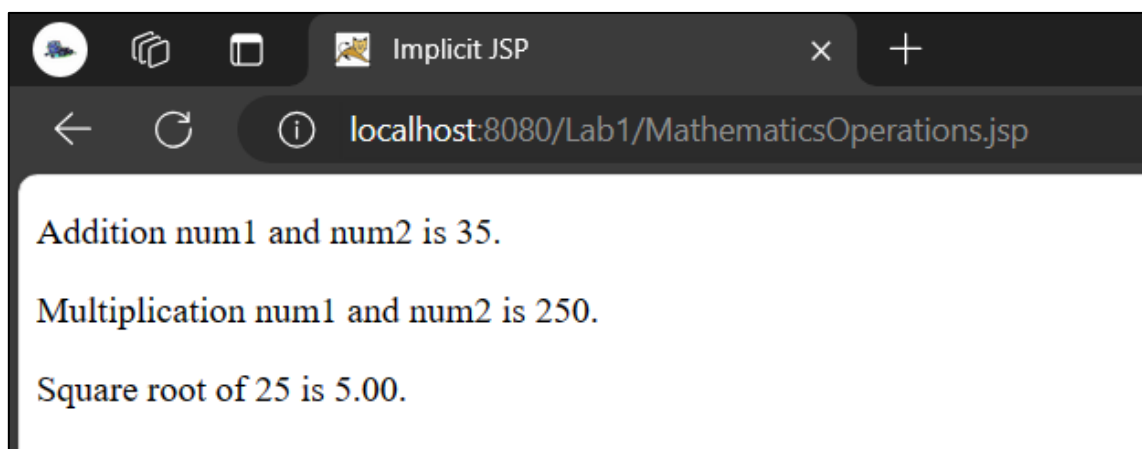 Implicit JSP
localhost:8080/Lab1/MathematicsOperations.jsp
Addition num1 and num2 is 35.
Multiplication num1 and num2 is 250.
Square root of 25 is 5.00.